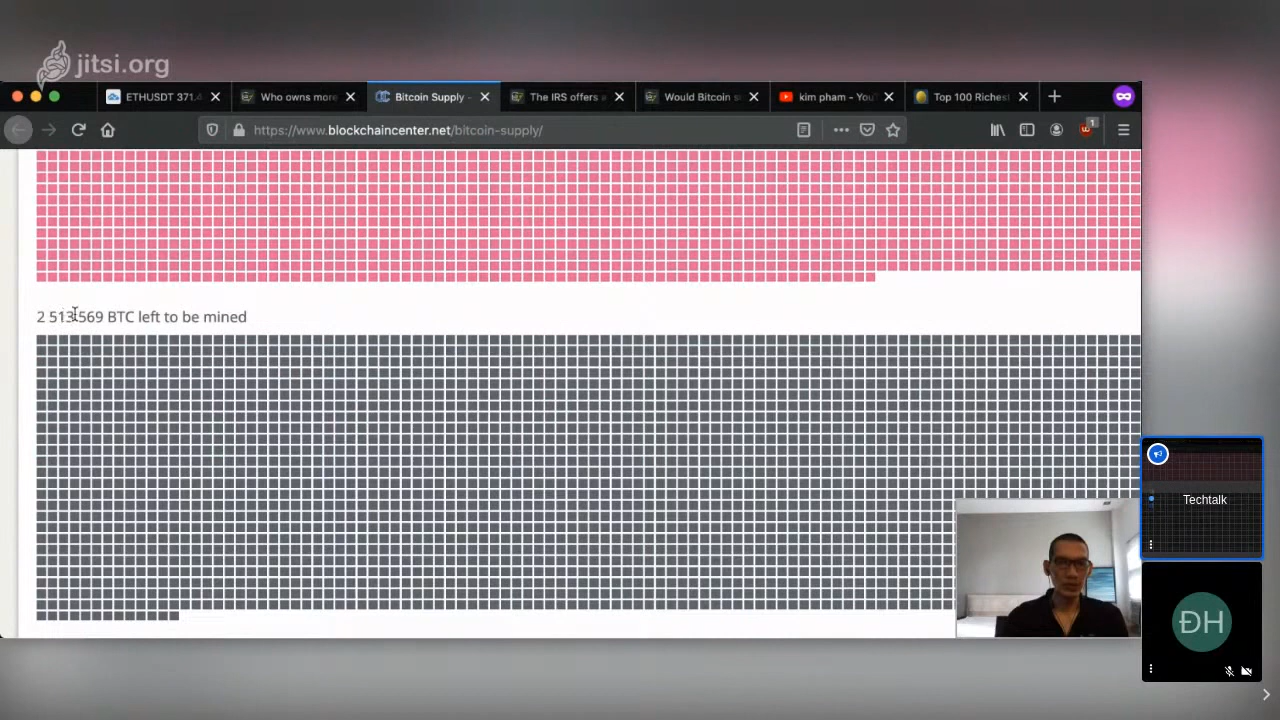 jitsi.org
ETHUSDT 371.4
Who owns more
Bitcoin Supply -
The IRS offers a
Would Bitcoin s
kim pham - You
Top 100 Riches
https://www.blockchaincenter.net/bitcoin-supply/
1
2 513 569 BTC left to be mined
Techtalk
ĐH